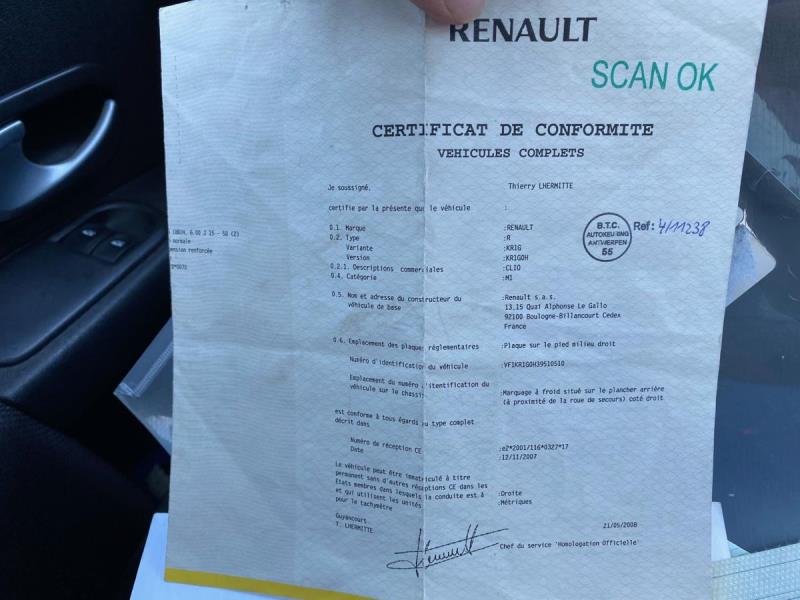 RENAULT
SCAN OK
CERTIFICAT DE CONFORMITE
VEHICULES COMPLETS
Je soussigné, Thierry LHERMITTE
certifie par la présente que le véhicule :
0.1. Marque :RENAULT
0.2. Type :R
Variante :KRIG
Version :KRIGOH
0.2.1. Descriptions commerciales :CLIO
0.4. Catégorie :M1
B.T.C.
AUTOKEURING
ANTWERPEN
55
Ref: 4/11238
0.5. Nom et adresse du constructeur du :Renault s.a.s.
véhicule de base 13,15 Quai Alphonse Le Gallo
92100 Boulogne-Billancourt Cedex
France
0.6. Emplacement des plaques réglementaires :Plaque sur le pied milieu droit
Numéro d'identification du véhicule :VF1KRIGOH39510510
Emplacement du numéro d'identification du :Marquage à froid situé sur le plancher arrière
véhicule sur le chassis (à proximité de la roue de secours) coté droit
est conforme à tous égards au type complet
décrit dans
Numéro de réception CE :e2*2001/116*0327*17
Date :12/11/2007
Le véhicule peut être immatriculé à titre
permanent sans d'autres réceptions CE dans les
Etats membres dans lesquels la conduite est à :Droite
et qui utilisent les unités :Métriques
pour le tachymètre
Guyancourt
T. LHERMITTE
21/05/2008
Chef du service 'Homologation Officielle'
6.00 J 15 - 50 (2)
normale
ension renforcée